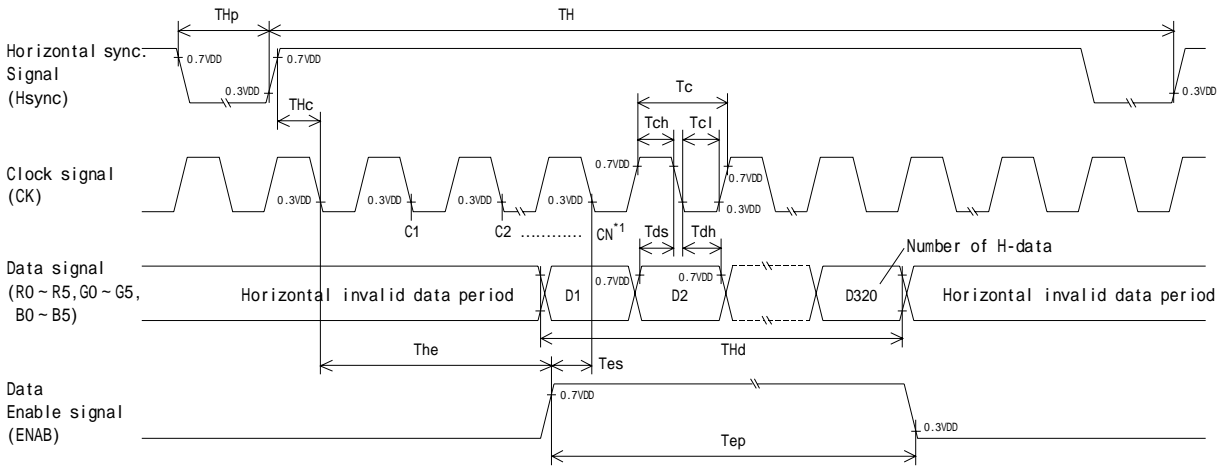 THp
TH
Horizontal sync.
Signal
(Hsync)
0.7VDD
0.3VDD
0.7VDD
0.3VDD
THc
Tc
Tch
Tcl
Clock signal
(CK)
0.3VDD
0.3VDD
0.3VDD
0.3VDD
0.7VDD
0.7VDD
0.3VDD
C1
C2
............
CN*1
Tds
Tdh
Number of H-data
Data signal
(R0~R5,G0~G5,
B0~B5)
Horizontal invalid data period
D1
0.7VDD
D2
0.7VDD
D320
Horizontal invalid data period
THd
The
Tes
Data
Enable signal
(ENAB)
0.7VDD
0.3VDD
Tep